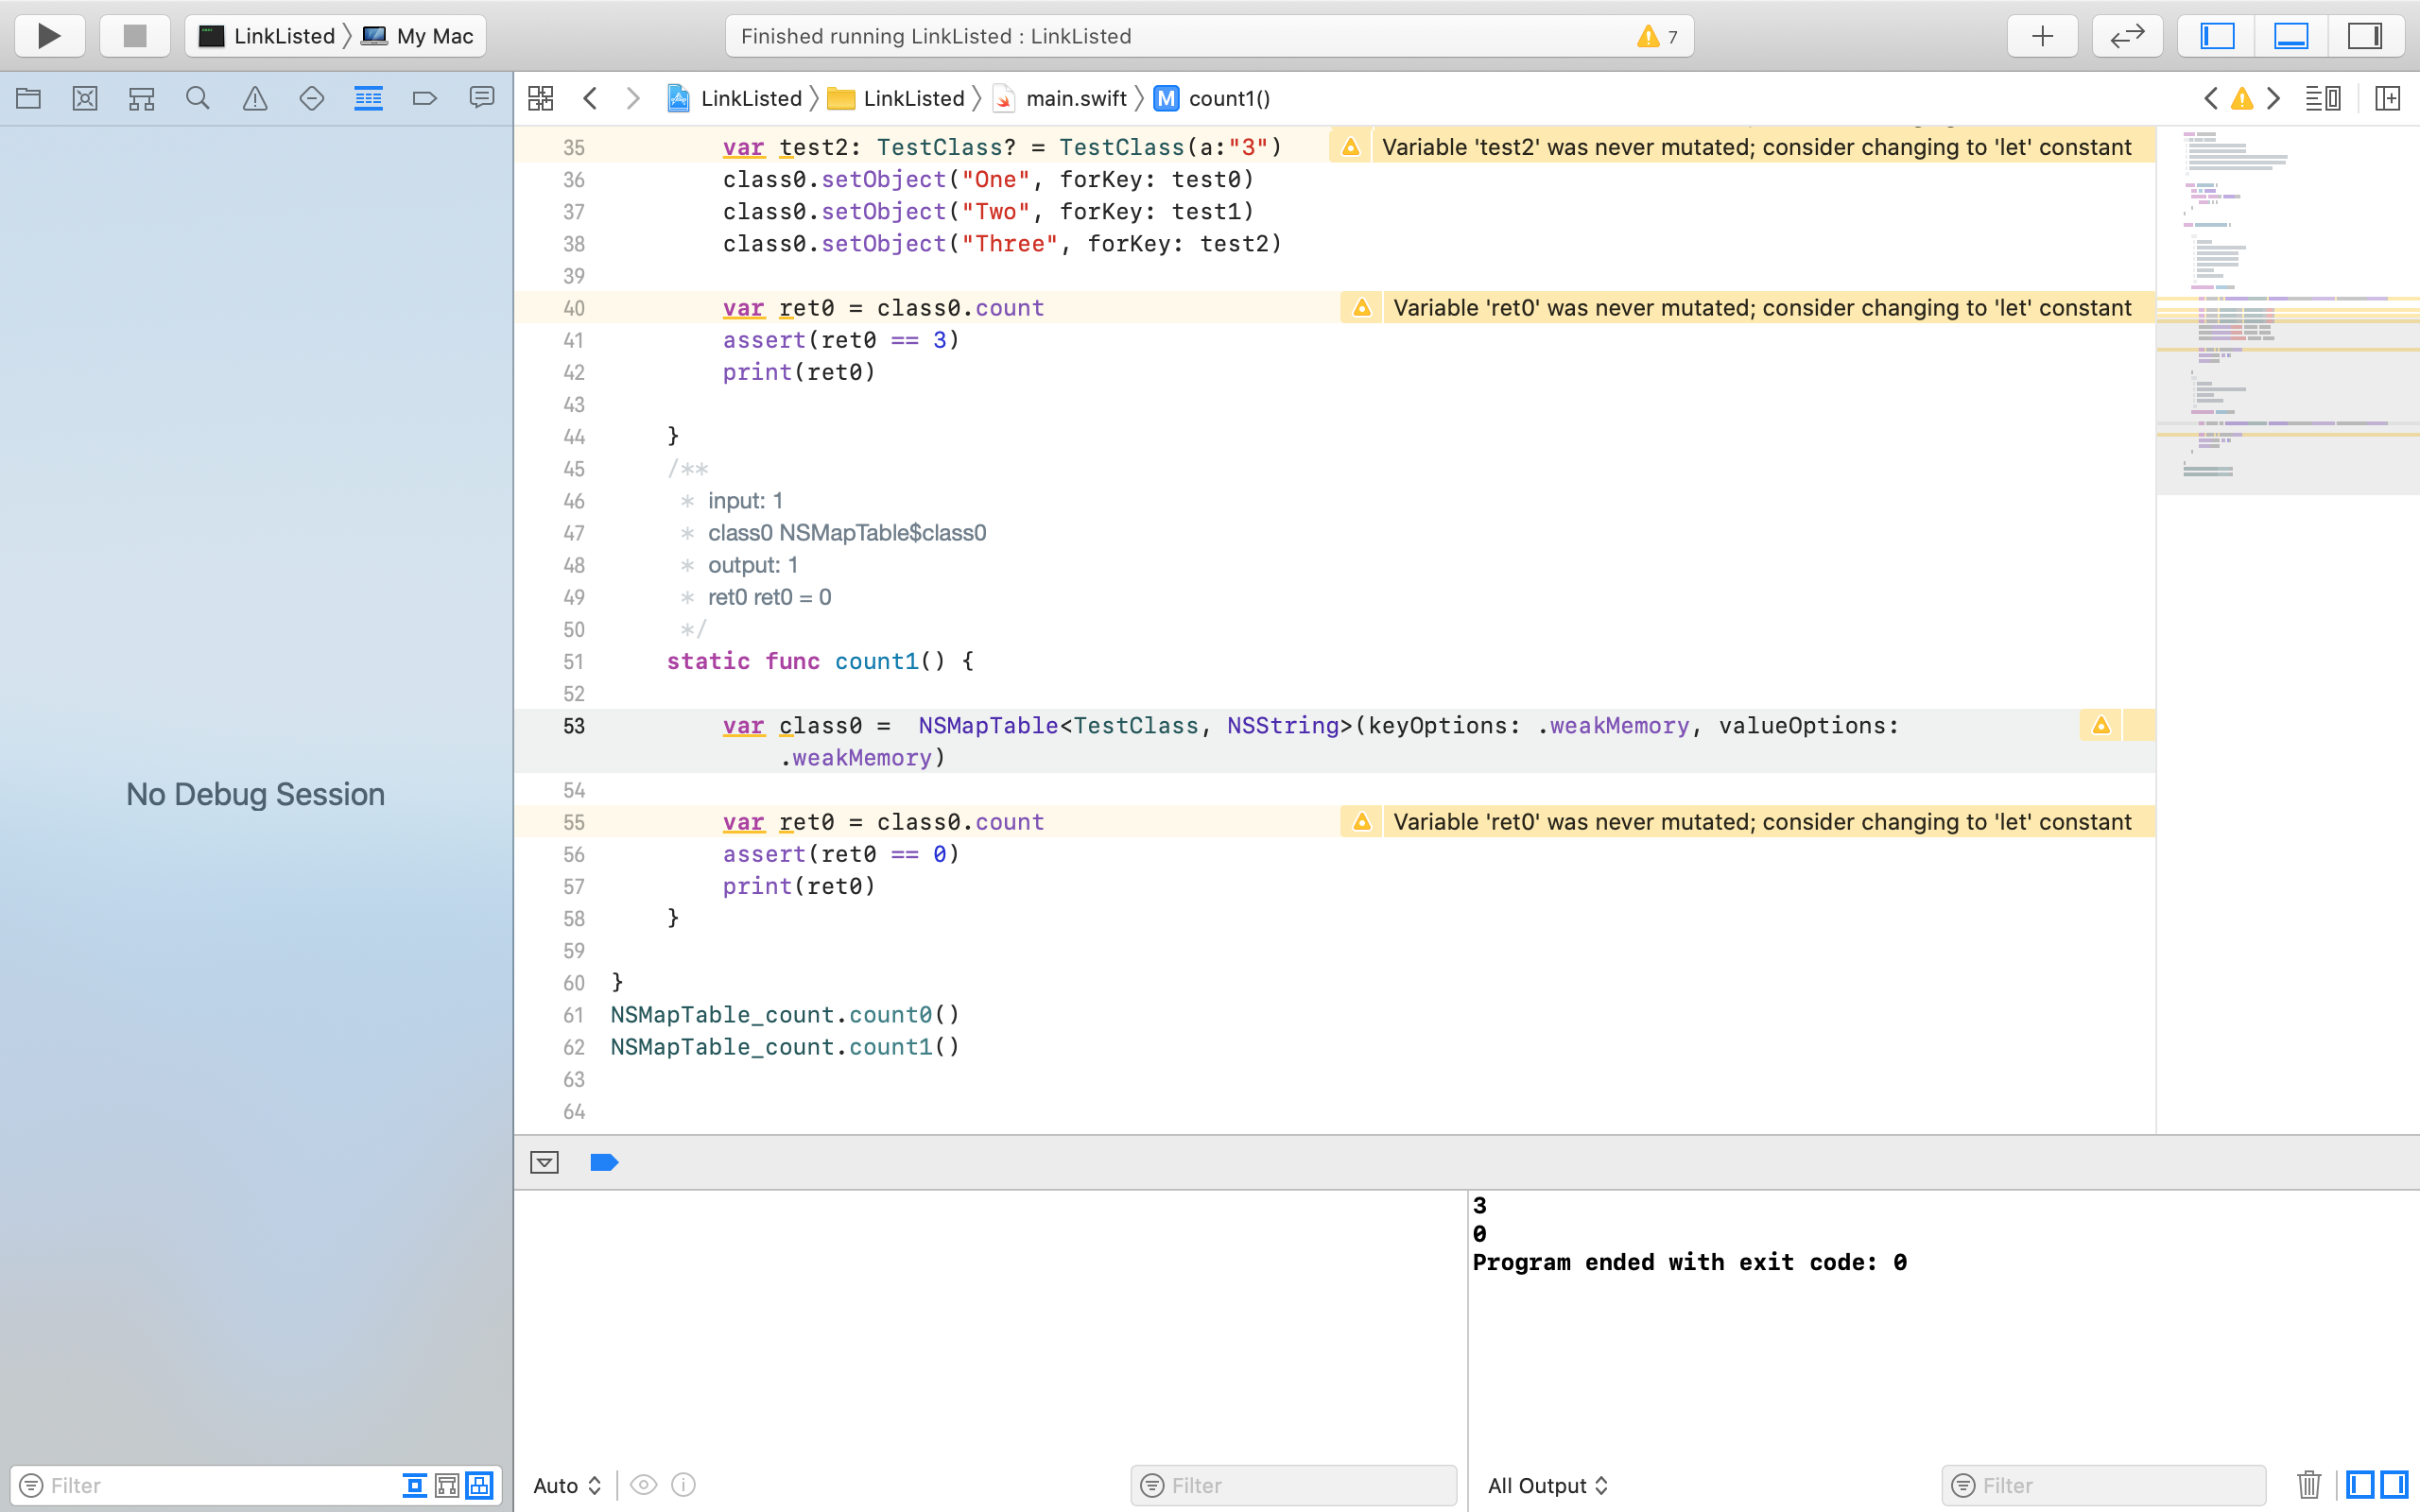 LinkListed 〉 My Mac
Finished running LinkListed : LinkListed
7
LinkListed 〉 LinkListed 〉 main.swift 〉 M count1()
35 var test2: TestClass? = TestClass(a:"3")
Variable 'test2' was never mutated; consider changing to 'let' constant
36 class0.setObject("One", forKey: test0)
37 class0.setObject("Two", forKey: test1)
38 class0.setObject("Three", forKey: test2)
39
40 var ret0 = class0.count
Variable 'ret0' was never mutated; consider changing to 'let' constant
41 assert(ret0 == 3)
42 print(ret0)
43
44 }
45 /**
46 * input: 1
47 * class0 NSMapTable$class0
48 * output: 1
49 * ret0 ret0 = 0
50 */
51 static func count1() {
52
53 var class0 =  NSMapTable<TestClass, NSString>(keyOptions: .weakMemory, valueOptions:
.weakMemory)
54
55 var ret0 = class0.count
Variable 'ret0' was never mutated; consider changing to 'let' constant
56 assert(ret0 == 0)
57 print(ret0)
58 }
59
60 }
61 NSMapTable_count.count0()
62 NSMapTable_count.count1()
63
64
No Debug Session
3
0
Program ended with exit code: 0
Filter
Auto
Filter
All Output
Filter